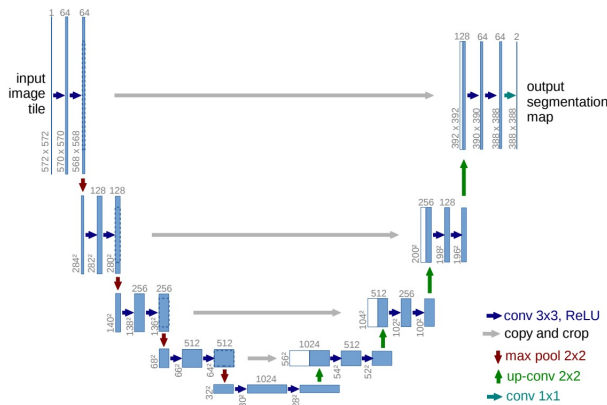 1
64
64
128
64
64
2
input
image
tile
output
segmentation
map
572 x 572
570 x 570
568 x 568
392 x 392
390 x 390
388 x 388
388 x 388
128
128
256
128
284²
282²
280²
200²
198²
196²
256
256
512
256
140²
138²
136²
104²
102²
100²
512
512
1024
512
68²
66²
64²
56²
54²
52²
1024
32²
30²
28²
conv 3x3, ReLU
copy and crop
max pool 2x2
up-conv 2x2
conv 1x1